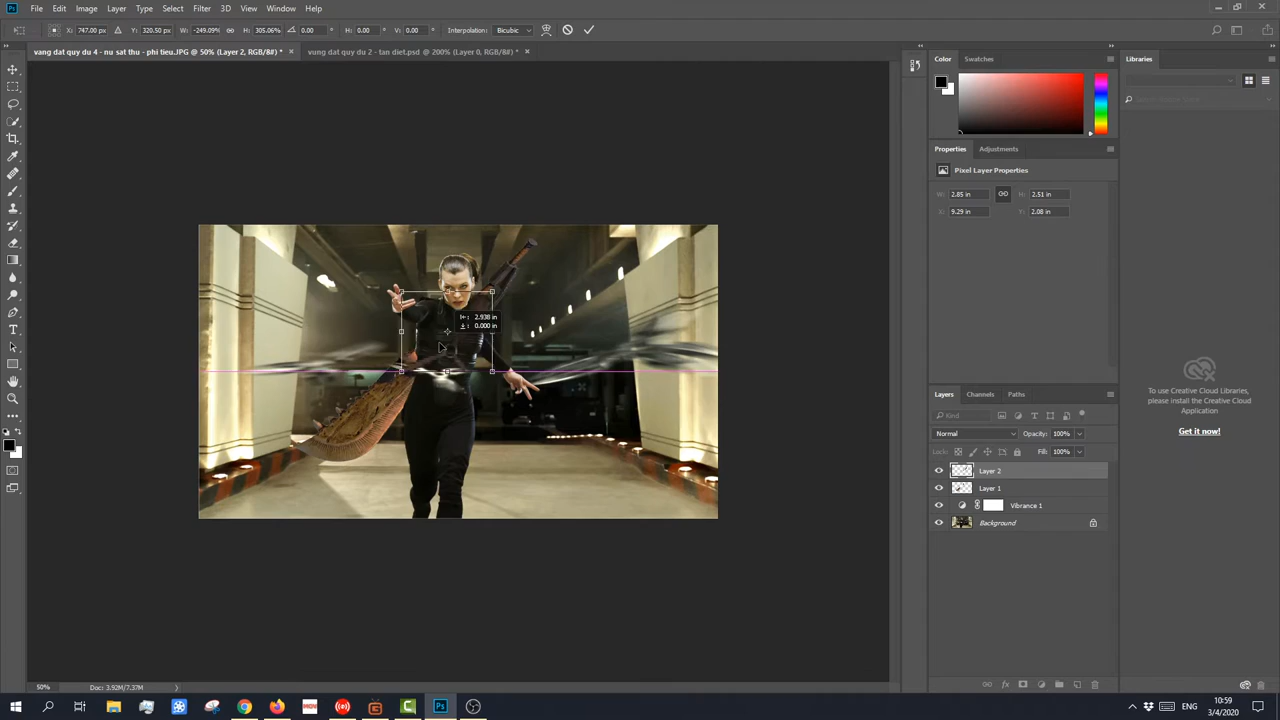 File Edit Image Layer Type Select Filter 3D View Window Help
X: 747.00 px Y: 320.50 px W: -249.09% H: 305.06% 0.00 ° H: 0.00 ° V: 0.00 ° Interpolation: Bicubic
vang dat quy du 4 - nu sat thu - phi tieu.JPG @ 50% (Layer 2, RGB/8#) *
vung dat quy du 2 - tan diet.psd @ 200% (Layer 0, RGB/8#) *
Color Swatches
Libraries
Properties Adjustments
Pixel Layer Properties
W: 2.85 in H: 2.51 in
X: 9.29 in Y: 2.08 in
2.938 in
0.000 in
To use Creative Cloud Libraries,
please install the Creative Cloud
Application
Get it now!
Layers Channels Paths
Kind
Normal Opacity: 100%
Lock: Fill: 100%
Layer 2
Layer 1
Vibrance 1
Background
50% Doc: 3.92M/7.37M
ENG
10:59
3/4/2020